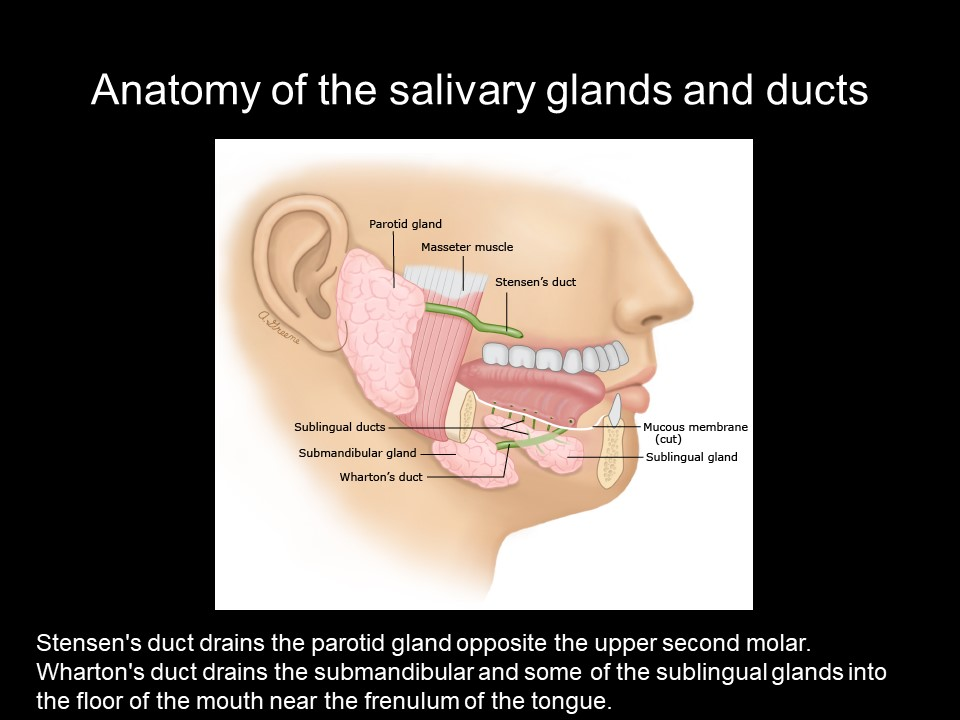 Anatomy of the salivary glands and ducts
Parotid gland
Masseter muscle
Stensen’s duct
A.Greene
Sublingual ducts
Mucous membrane
(cut)
Submandibular gland
Sublingual gland
Wharton’s duct
Stensen's duct drains the parotid gland opposite the upper second molar.
Wharton's duct drains the submandibular and some of the sublingual glands into
the floor of the mouth near the frenulum of the tongue.